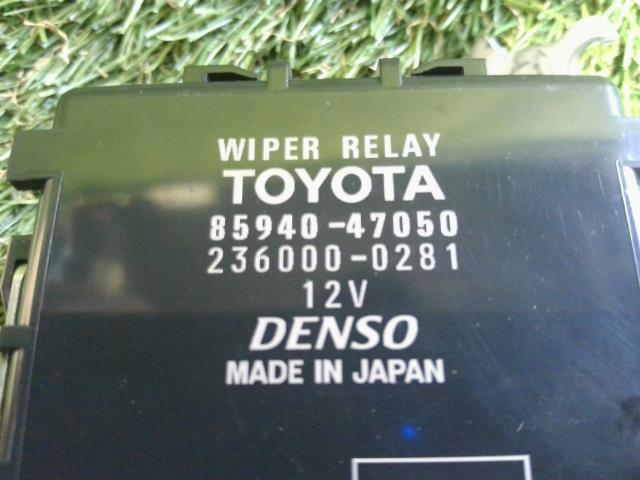 WIPER RELAY
TOYOTA
85940-47050
236000-0281
12V
DENSO
MADE IN JAPAN